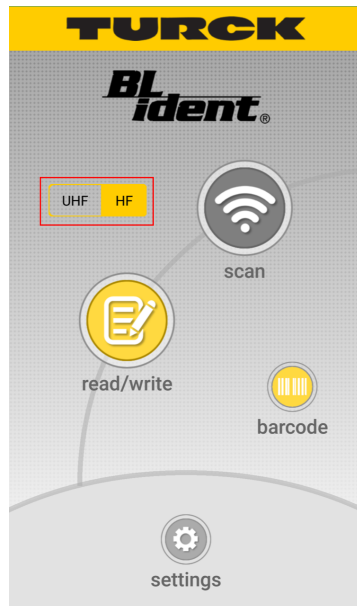 TURCK
BL
ident®
UHF HF
scan
read/write
barcode
settings